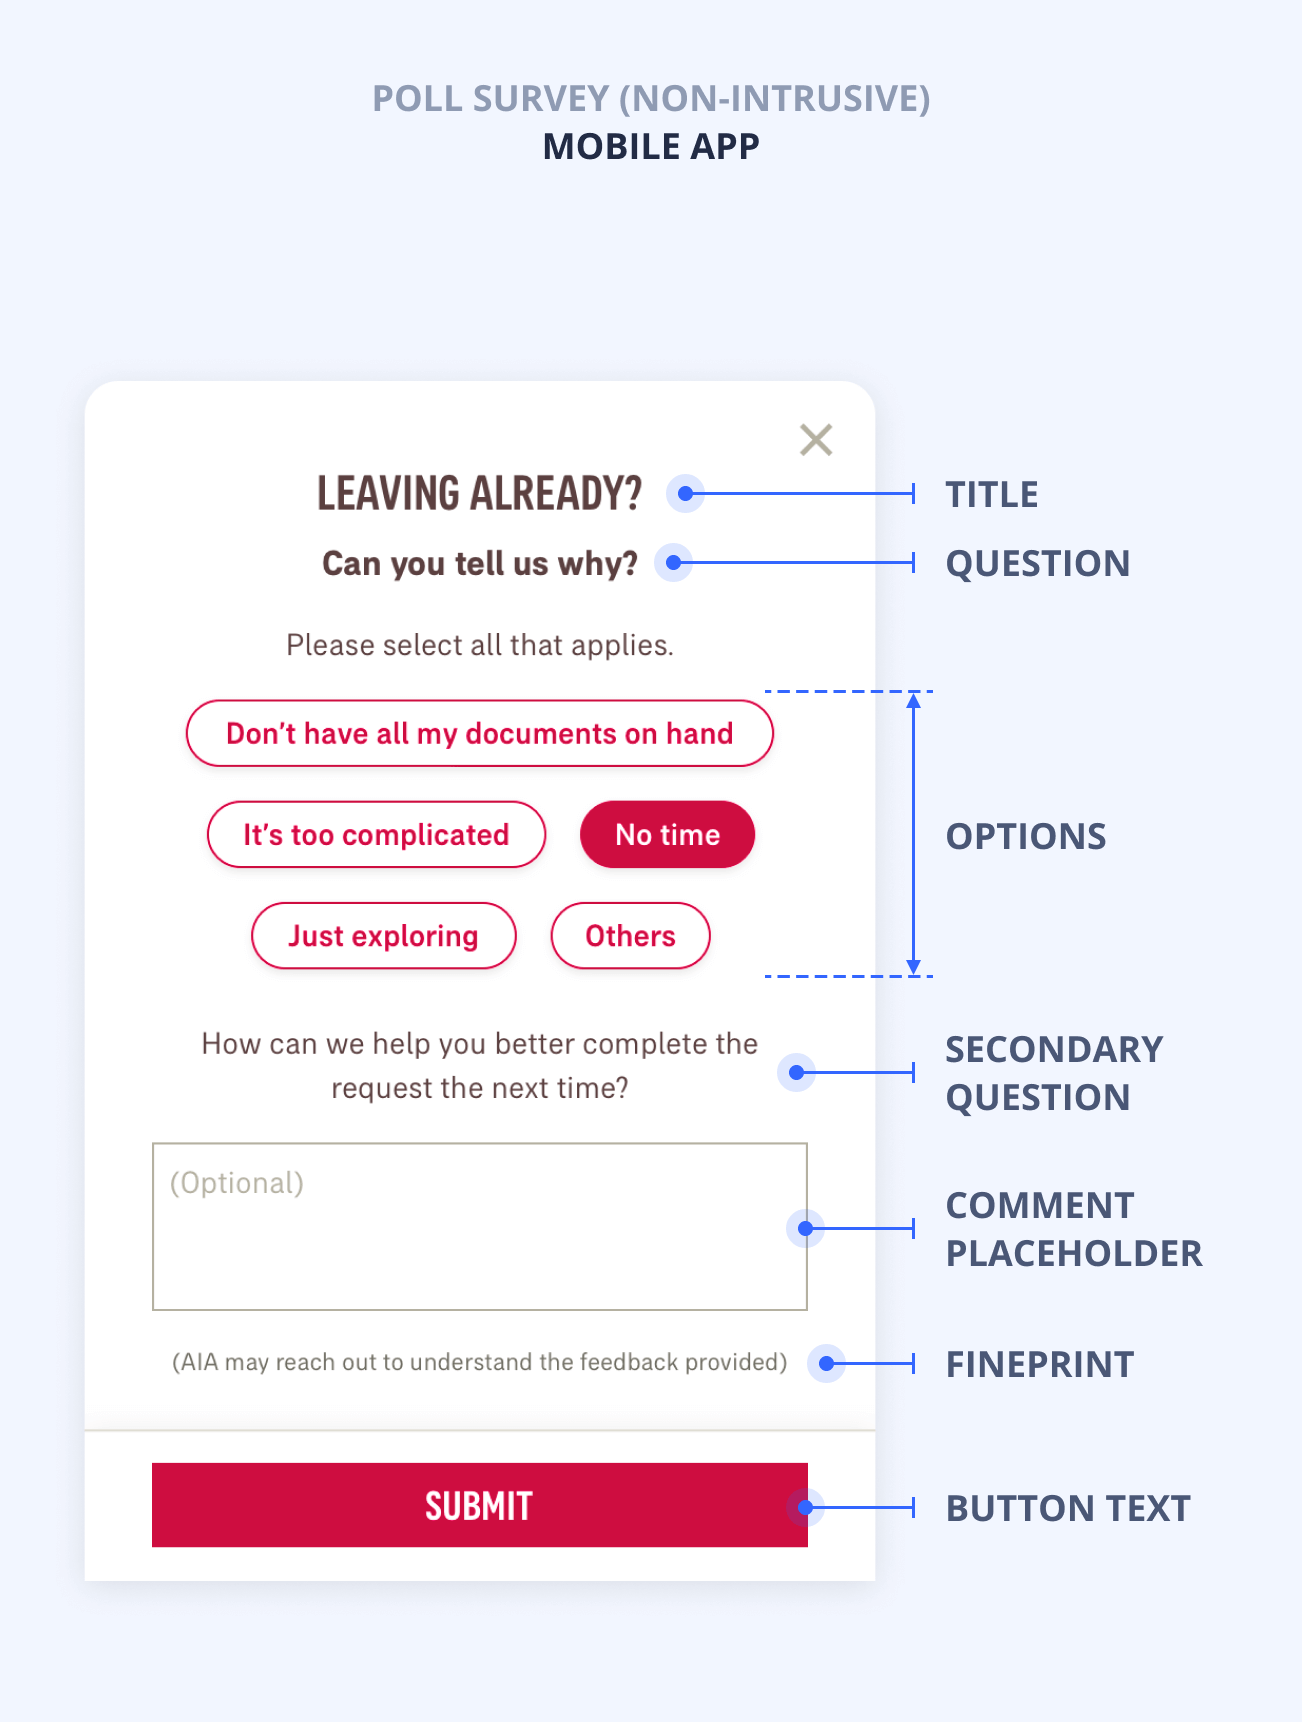 POLL SURVEY (NON-INTRUSIVE)
MOBILE APP
LEAVING ALREADY?
TITLE
Can you tell us why?
QUESTION
Please select all that applies.
Don't have all my documents on hand
It's too complicated
No time
OPTIONS
Just exploring
Others
How can we help you better complete the
request the next time?
SECONDARY
QUESTION
(Optional)
COMMENT
PLACEHOLDER
(AIA may reach out to understand the feedback provided)
FINEPRINT
SUBMIT
BUTTON TEXT